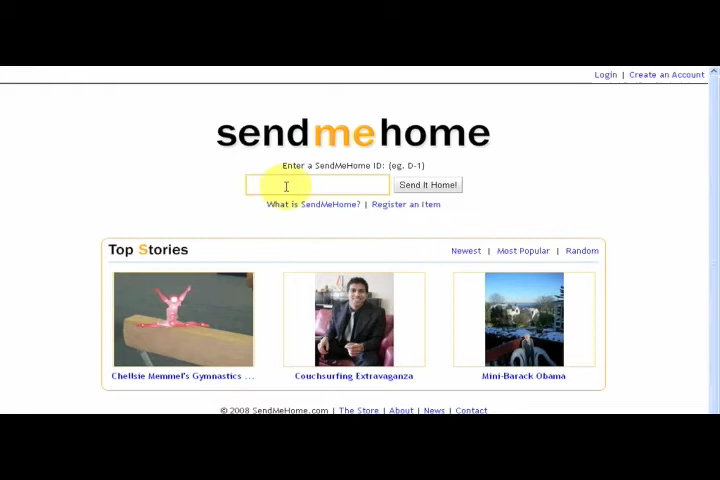 Login | Create an Account
sendmehome
Enter a SendMeHome ID: (eg. D-1)
Send It Home!
What is SendMeHome? | Register an Item
Top Stories
Newest | Most Popular | Random
Chellsie Memmel's Gymnastics ...
Couchsurfing Extravaganza
Mini-Barack Obama
© 2008 SendMeHome.com | The Store | About | News | Contact